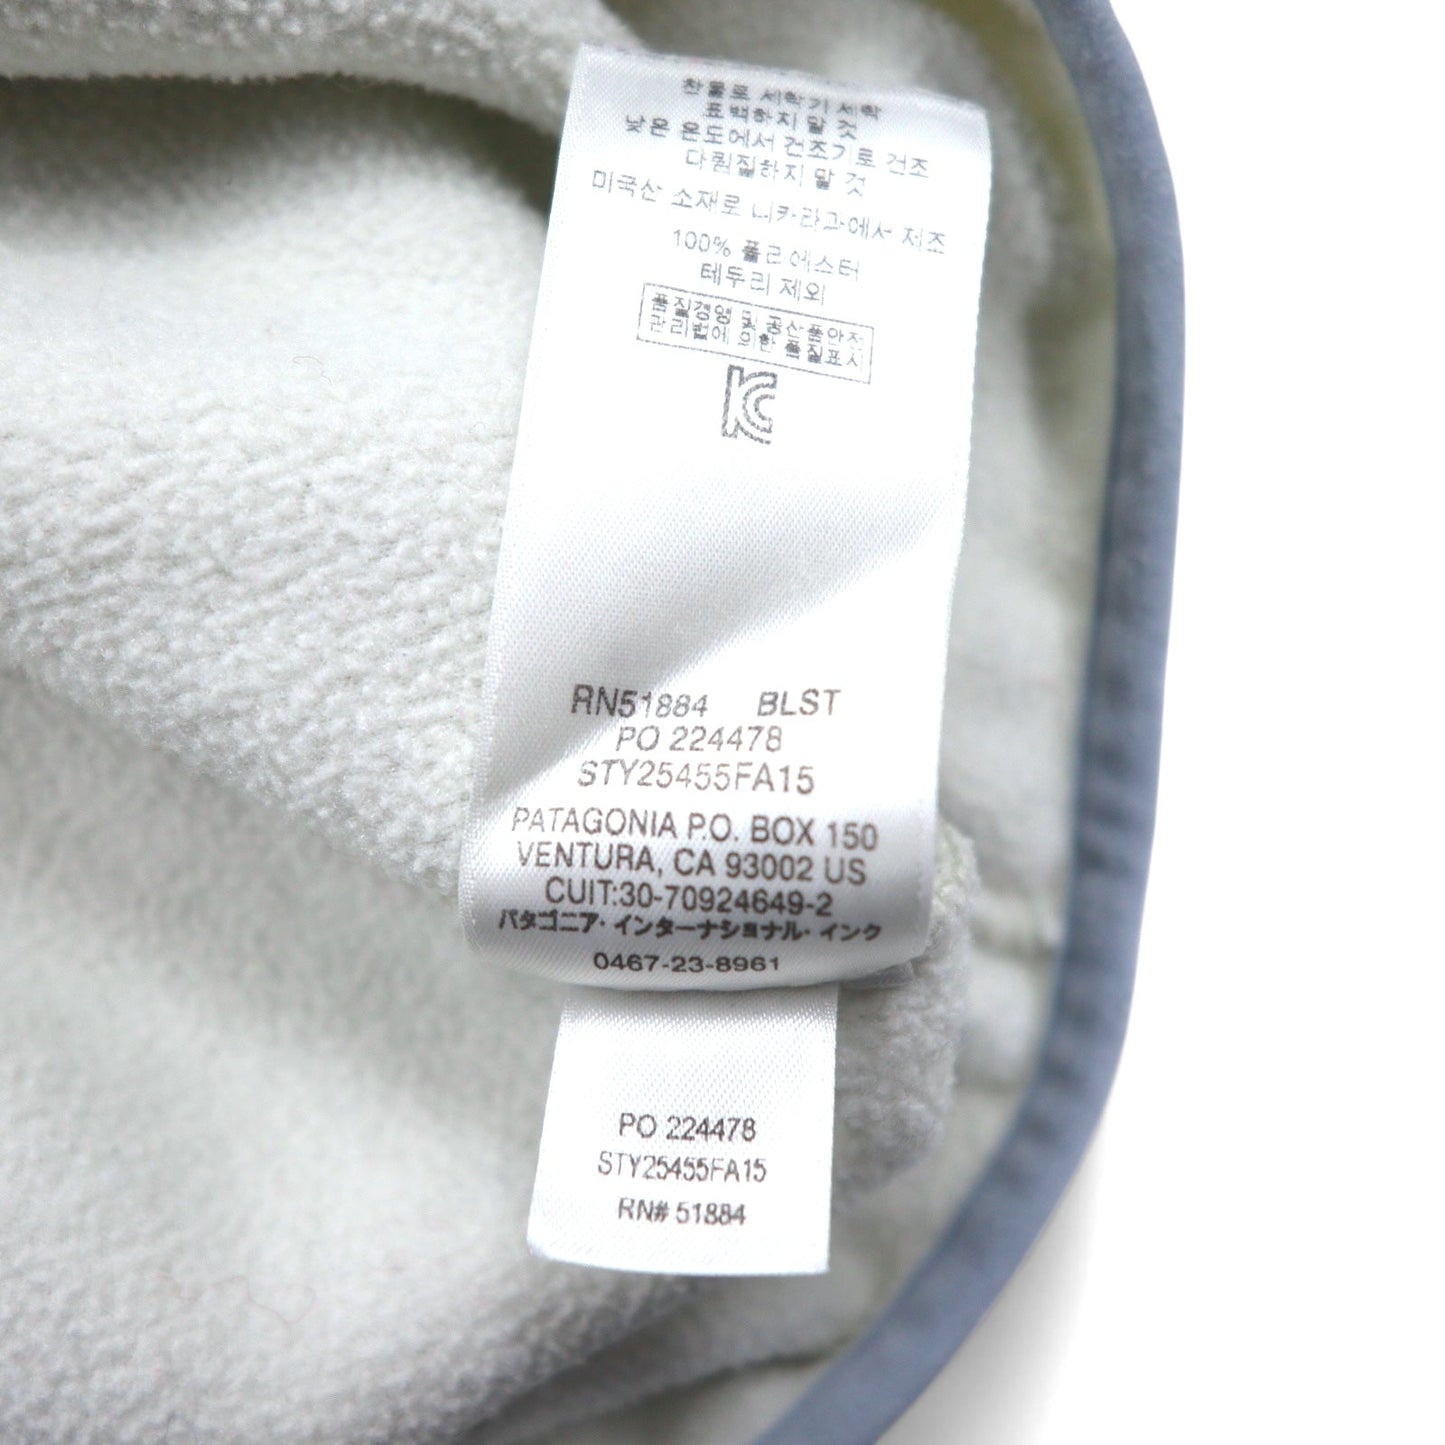 찬물로 세탁기 세탁
표백하지 말 것
낮은 온도에서 건조기로 건조
다림질하지 말 것
미국산 소재로 니카라과에서 제조
100% 폴리에스터
테두리 제외
품질경영 및 공산품안전
관리법에 의한 품질표시
KC
RN51884 BLST
PO 224478
STY25455FA15
PATAGONIA P.O. BOX 150
VENTURA, CA 93002 US
CUIT:30-70924649-2
パタゴニア・インターナショナル・インク
0467-23-8961
PO 224478
STY25455FA15
RN# 51884